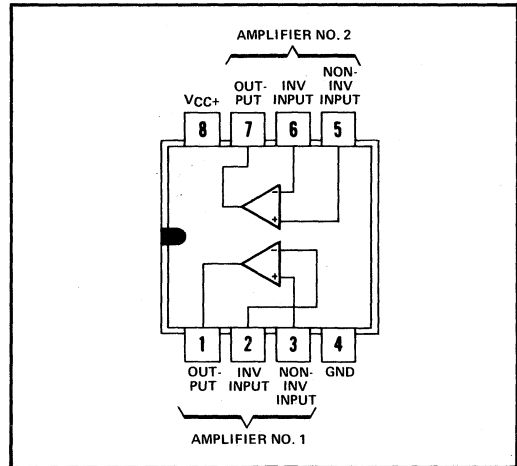 AMPLIFIER NO. 2
VCC+
OUT-
PUT
INV
INPUT
NON-
INV
INPUT
8
7
6
5
-
+
-
+
1
2
3
4
OUT-
PUT
INV
INPUT
NON-
INV
INPUT
GND
AMPLIFIER NO. 1